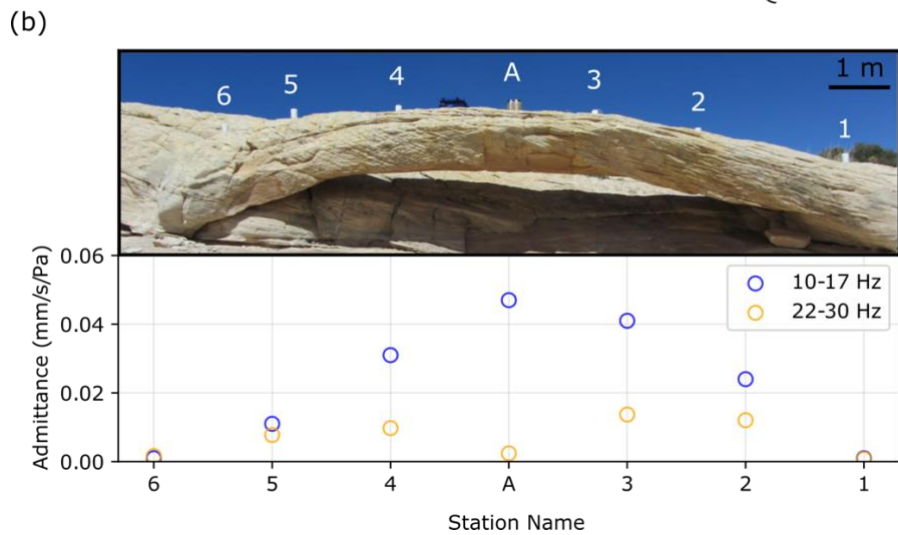 (b)
6 5 4 A 3 2 1
1 m
Admittance (mm/s/Pa)
0.06
0.04
0.02
0.00
10-17 Hz
22-30 Hz
6 5 4 A 3 2 1
Station Name